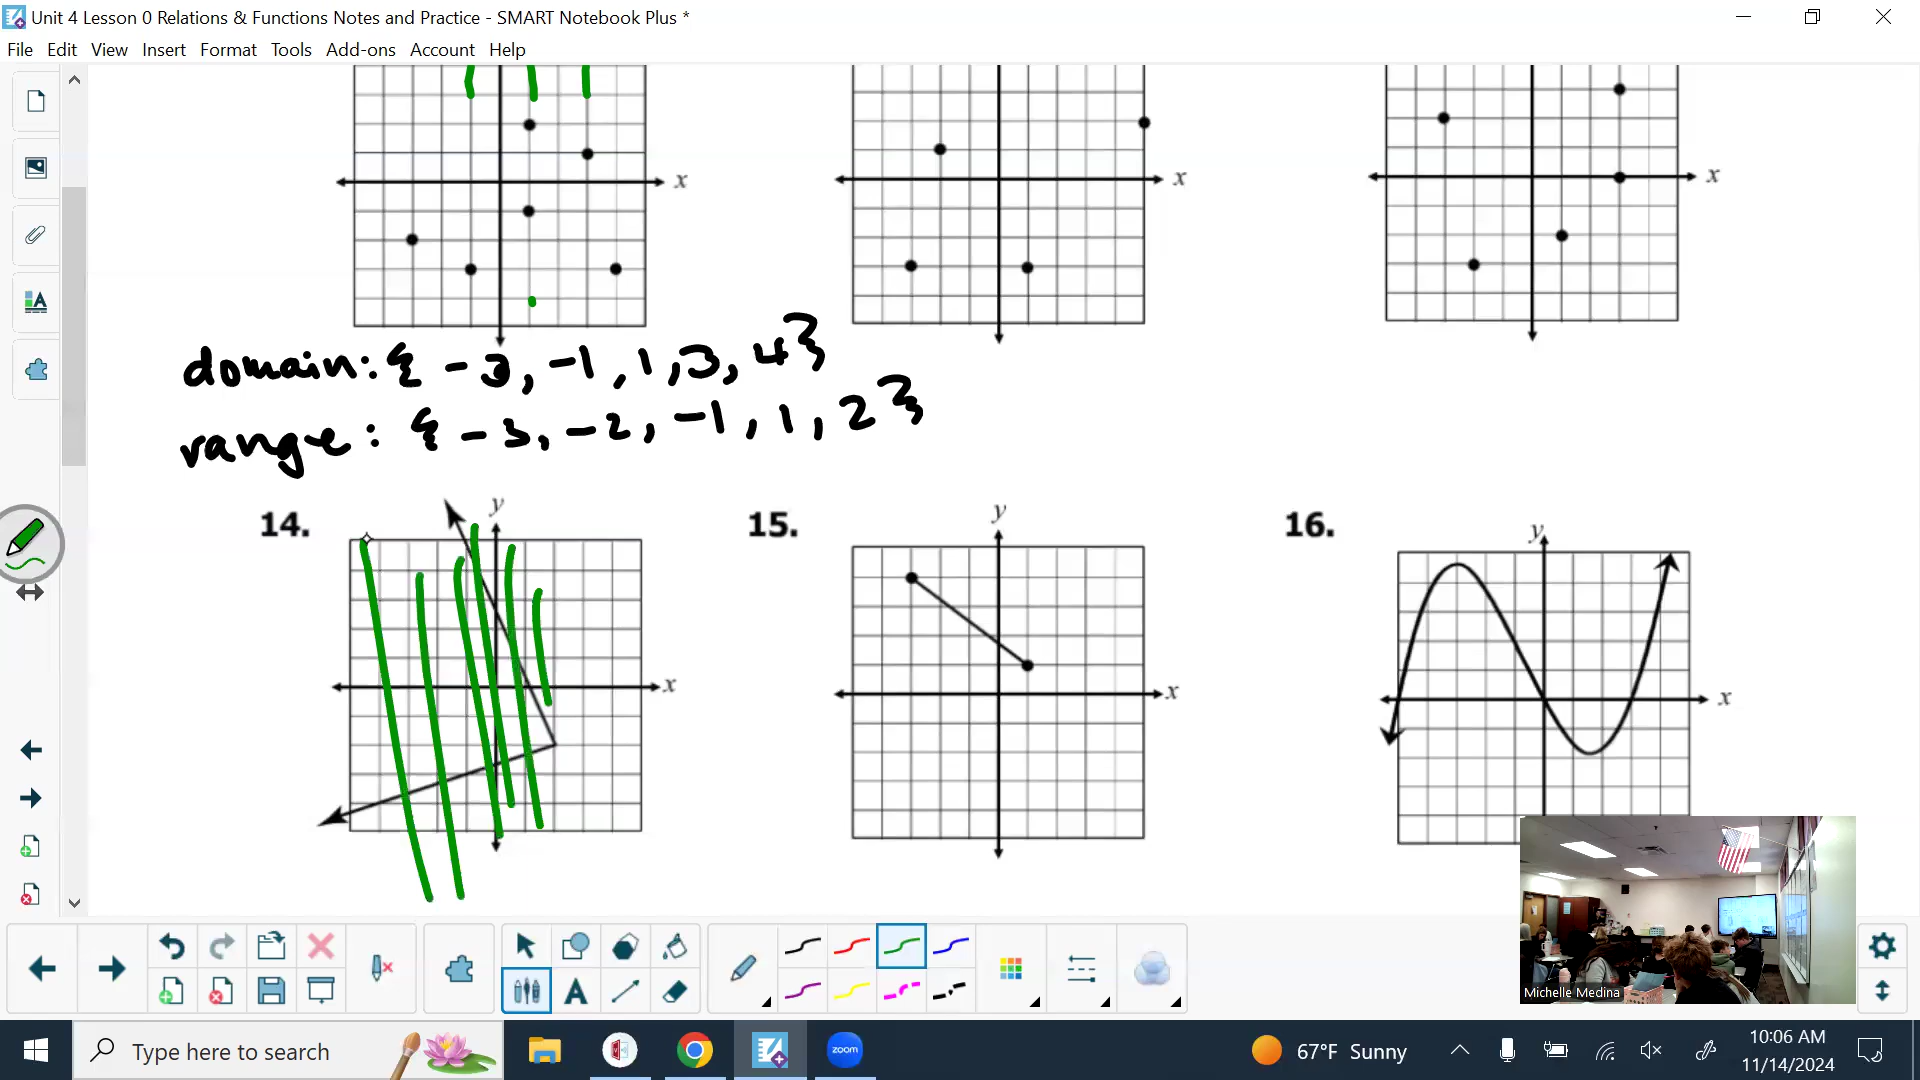 Unit 4 Lesson 0 Relations & Functions Notes and Practice - SMART Notebook Plus *
File Edit View Insert Format Tools Add-ons Account Help
x
x
x
domain: { -3, -1, 1, 3, 4}
range: { -3, -2, -1, 1, 2}
14.
y
x
15.
y
x
16.
y
x
Michelle Medina
A
Type here to search
zoom
67°F Sunny
10:06 AM
11/14/2024